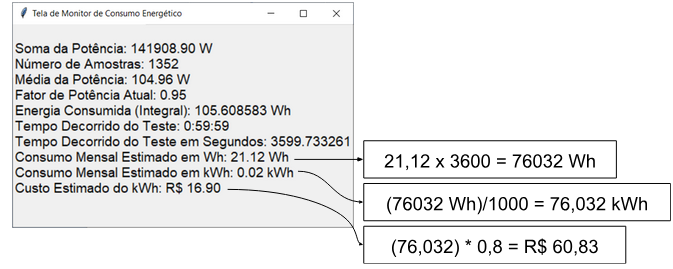 Tela de Monitor de Consumo Energético
Soma da Potência: 141908.90 W
Número de Amostras: 1352
Média da Potência: 104.96 W
Fator de Potência Atual: 0.95
Energia Consumida (Integral): 105.608583 Wh
Tempo Decorrido do Teste: 0:59:59
Tempo Decorrido do Teste em Segundos: 3599.733261
Consumo Mensal Estimado em Wh: 21.12 Wh
Consumo Mensal Estimado em kWh: 0.02 kWh
Custo Estimado do kWh: R$ 16.90
21,12 x 3600 = 76032 Wh
(76032 Wh)/1000 = 76,032 kWh
(76,032) * 0,8 = R$ 60,83